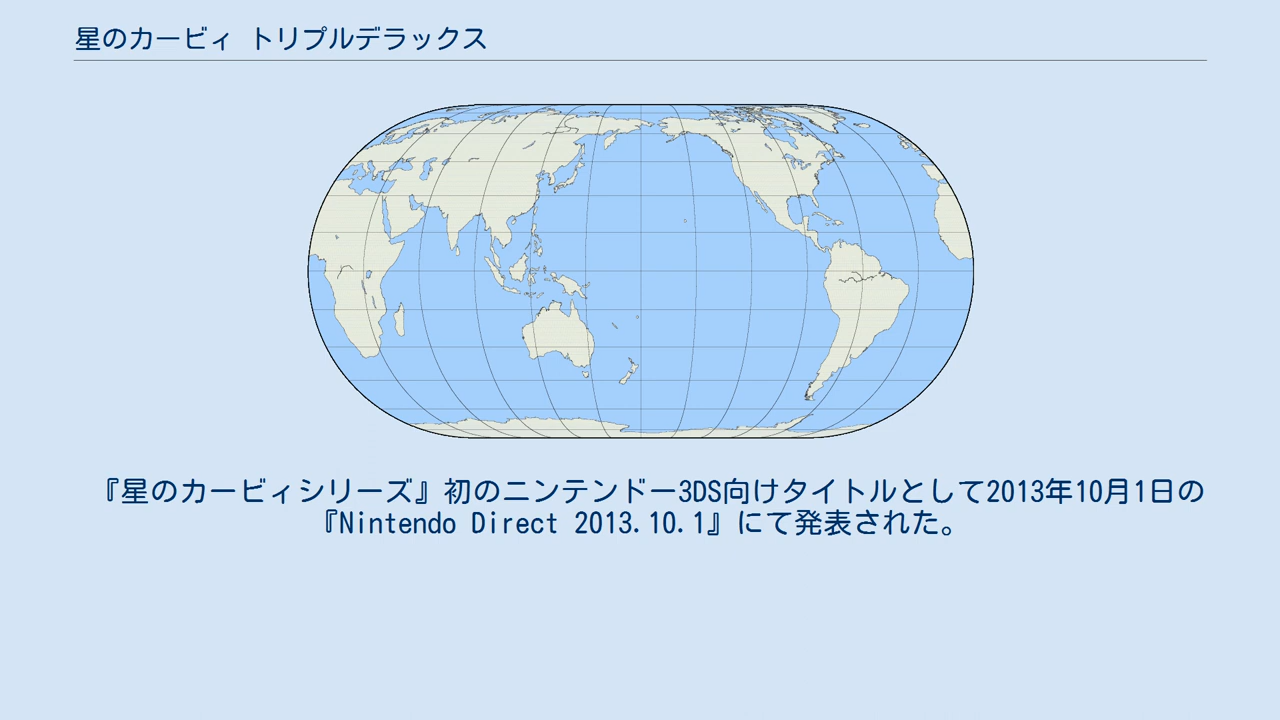 星のカービィ トリプルデラックス
『星のカービィシリーズ』初のニンテンドー3DS向けタイトルとして2013年10月1日の
『Nintendo Direct 2013.10.1』にて発表された。